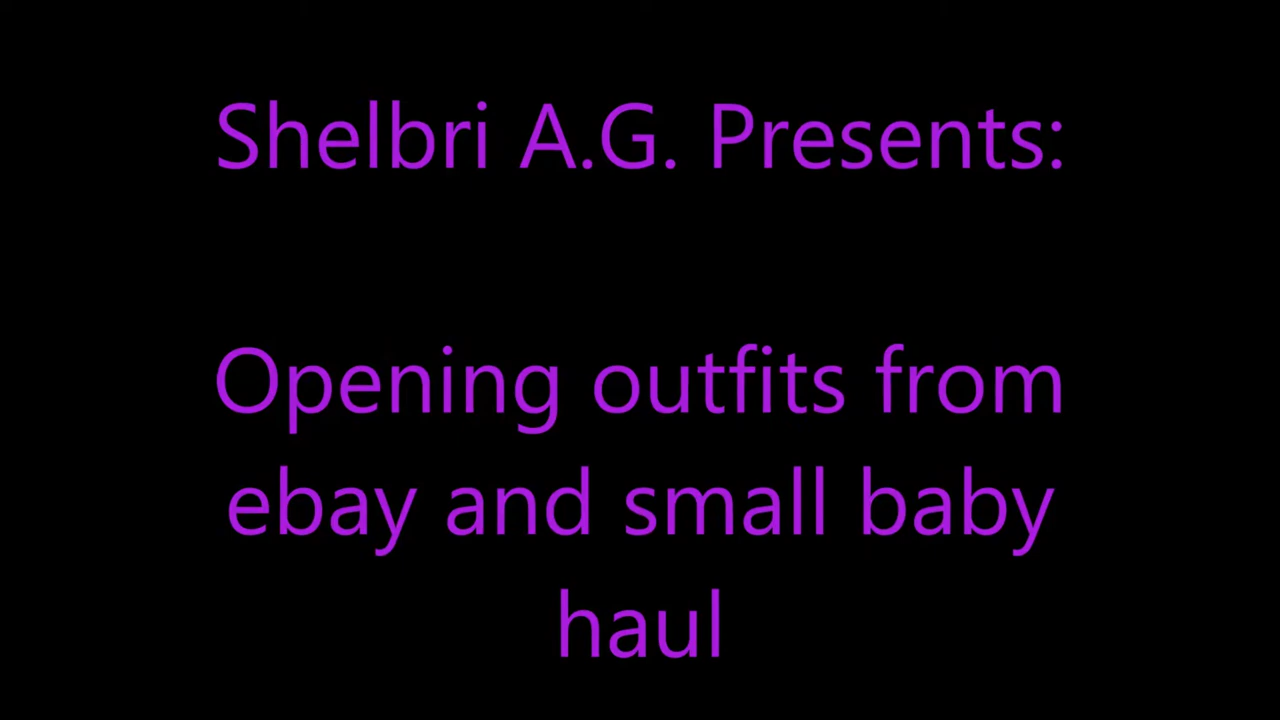 Shelbri A.G. Presents:
Opening outfits from
ebay and small baby
haul